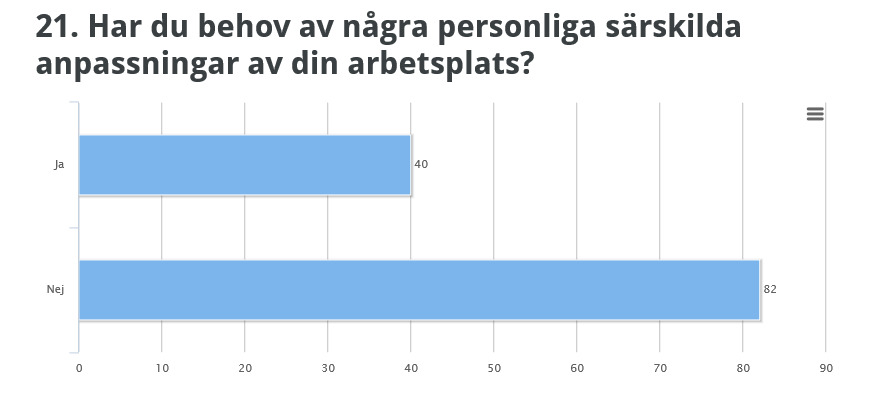 21. Har du behov av några personliga särskilda
anpassningar av din arbetsplats?
Ja
40
Nej
82
0 10 20 30 40 50 60 70 80 90